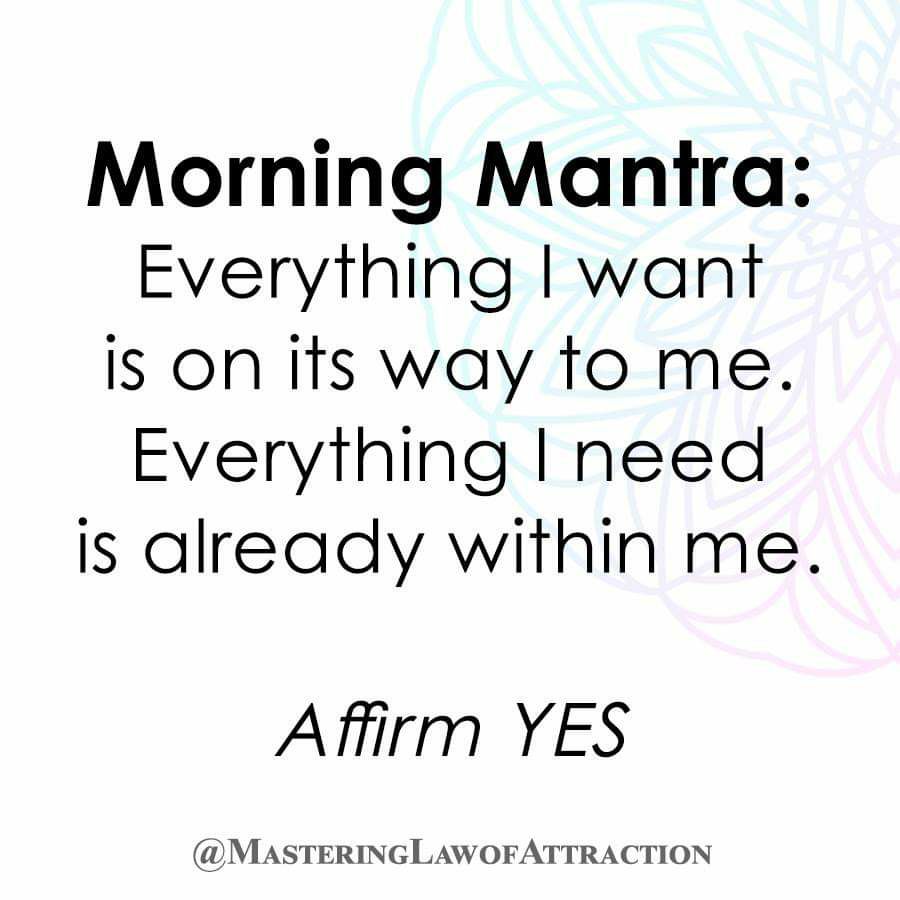 Morning Mantra:
Everything I want
is on its way to me.
Everything I need
is already within me.
Affirm YES
@MasteringLawofAttraction